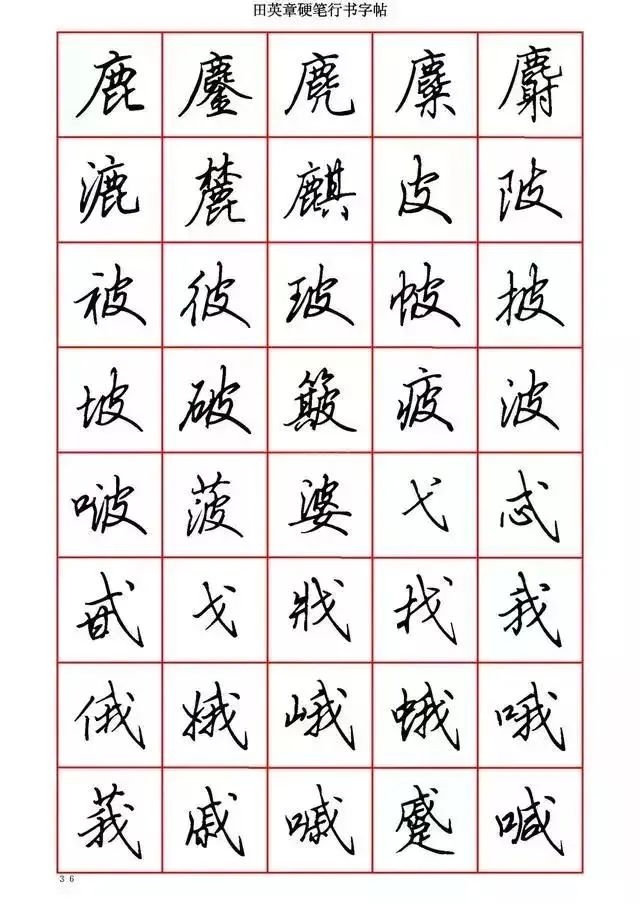 田英章硬笔行书字帖
鹿 鏖 麂 麝
漉 麓 麒 皮 陂
被 彼 玻 帔 披
坡 破 簸 疲 波
啵 菠 婆 弋 忒
甙 戈 戕 找 我
俄 娥 峨 蛾 哦
莪 戚 嘁 蹙 喊
36